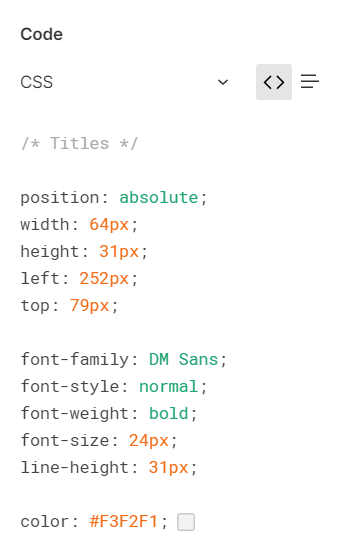 Code
CSS
/* Titles */
position: absolute;
width: 64px;
height: 31px;
left: 252px;
top: 79px;
font-family: DM Sans;
font-style: normal;
font-weight: bold;
font-size: 24px;
line-height: 31px;
color: #F3F2F1;